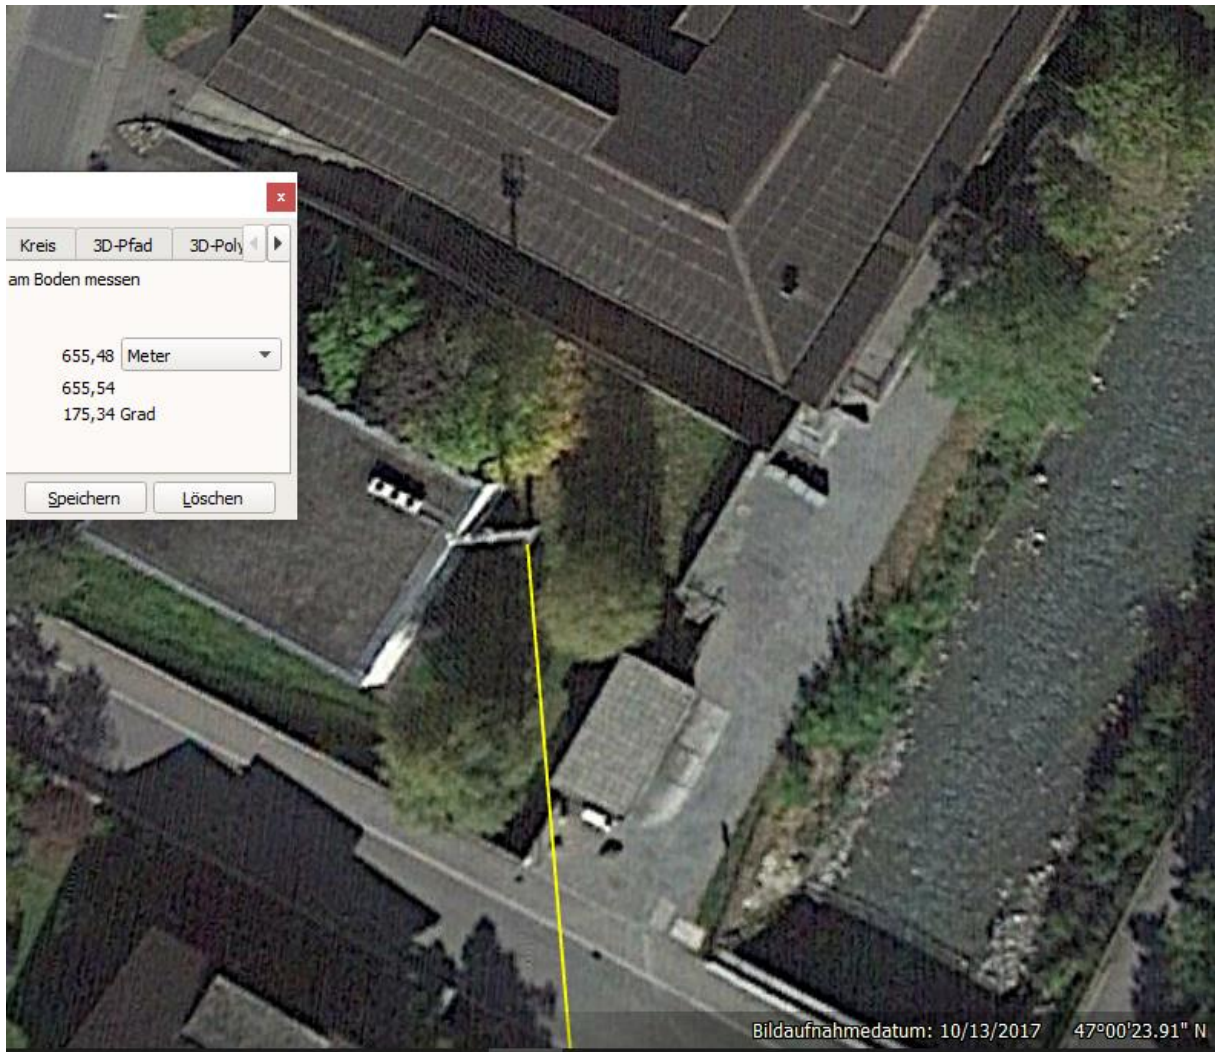 x
Kreis 3D-Pfad 3D-Poly
am Boden messen
655,48 Meter
655,54
175,34 Grad
Speichern Löschen
Bildaufnahmedatum: 10/13/2017 47°00'23.91" N